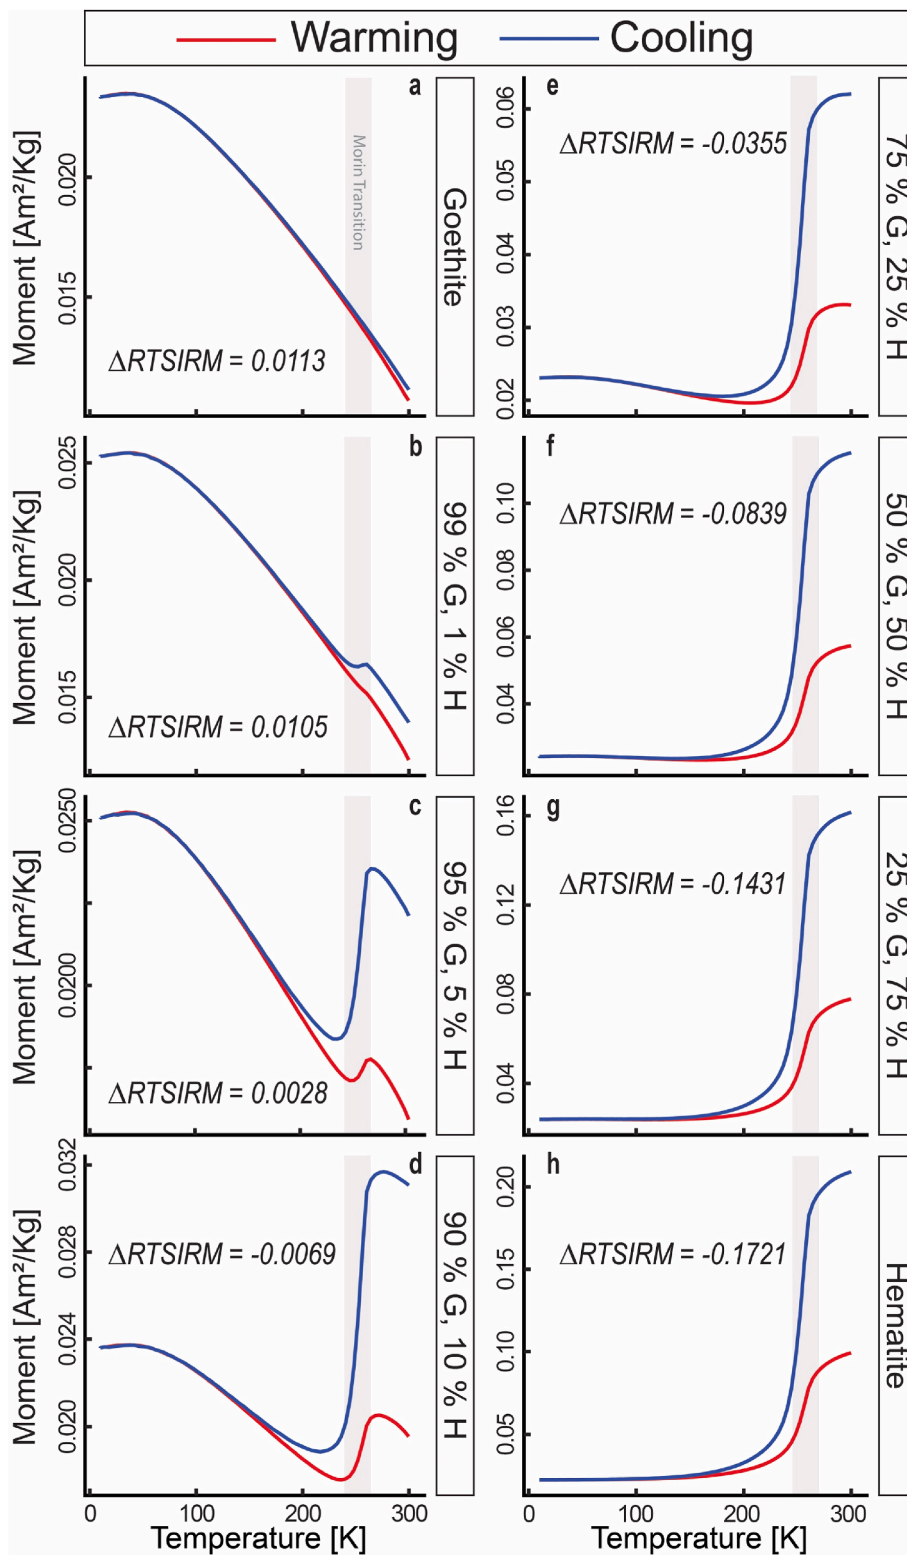 Warming Cooling
a
Moment [Am²/Kg]
0.020
0.015
Morin Transition
ΔRTSIRM = 0.0113
Goethite
e
0.06
0.05
0.04
0.03
0.02
ΔRTSIRM = -0.0355
75 % G, 25 % H
b
Moment [Am²/Kg]
0.025
0.020
0.015
ΔRTSIRM = 0.0105
99 % G, 1 % H
f
0.10
0.08
0.06
0.04
ΔRTSIRM = -0.0839
50 % G, 50 % H
c
Moment [Am²/Kg]
0.0250
0.0200
ΔRTSIRM = 0.0028
95 % G, 5 % H
g
0.16
0.12
0.08
0.04
ΔRTSIRM = -0.1431
25 % G, 75 % H
d
Moment [Am²/Kg]
0.032
0.028
0.024
0.020
ΔRTSIRM = -0.0069
90 % G, 10 % H
0 100 200 300
Temperature [K]
h
0.20
0.15
0.10
0.05
ΔRTSIRM = -0.1721
Hematite
0 100 200 300
Temperature [K]